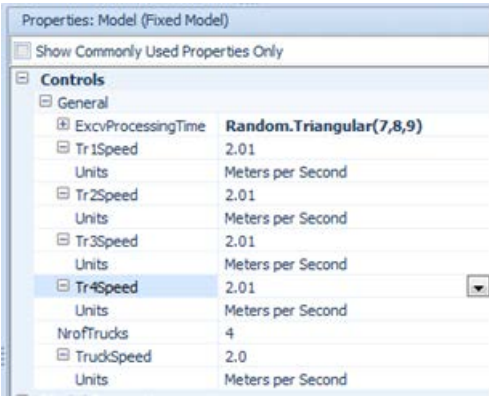 Properties: Model (Fixed Model)
Show Commonly Used Properties Only
Controls
General
ExcvProcessingTime Random.Triangular(7,8,9)
Tr1Speed 2.01
Units Meters per Second
Tr2Speed 2.01
Units Meters per Second
Tr3Speed 2.01
Units Meters per Second
Tr4Speed 2.01
Units Meters per Second
NrofTrucks 4
TruckSpeed 2.0
Units Meters per Second